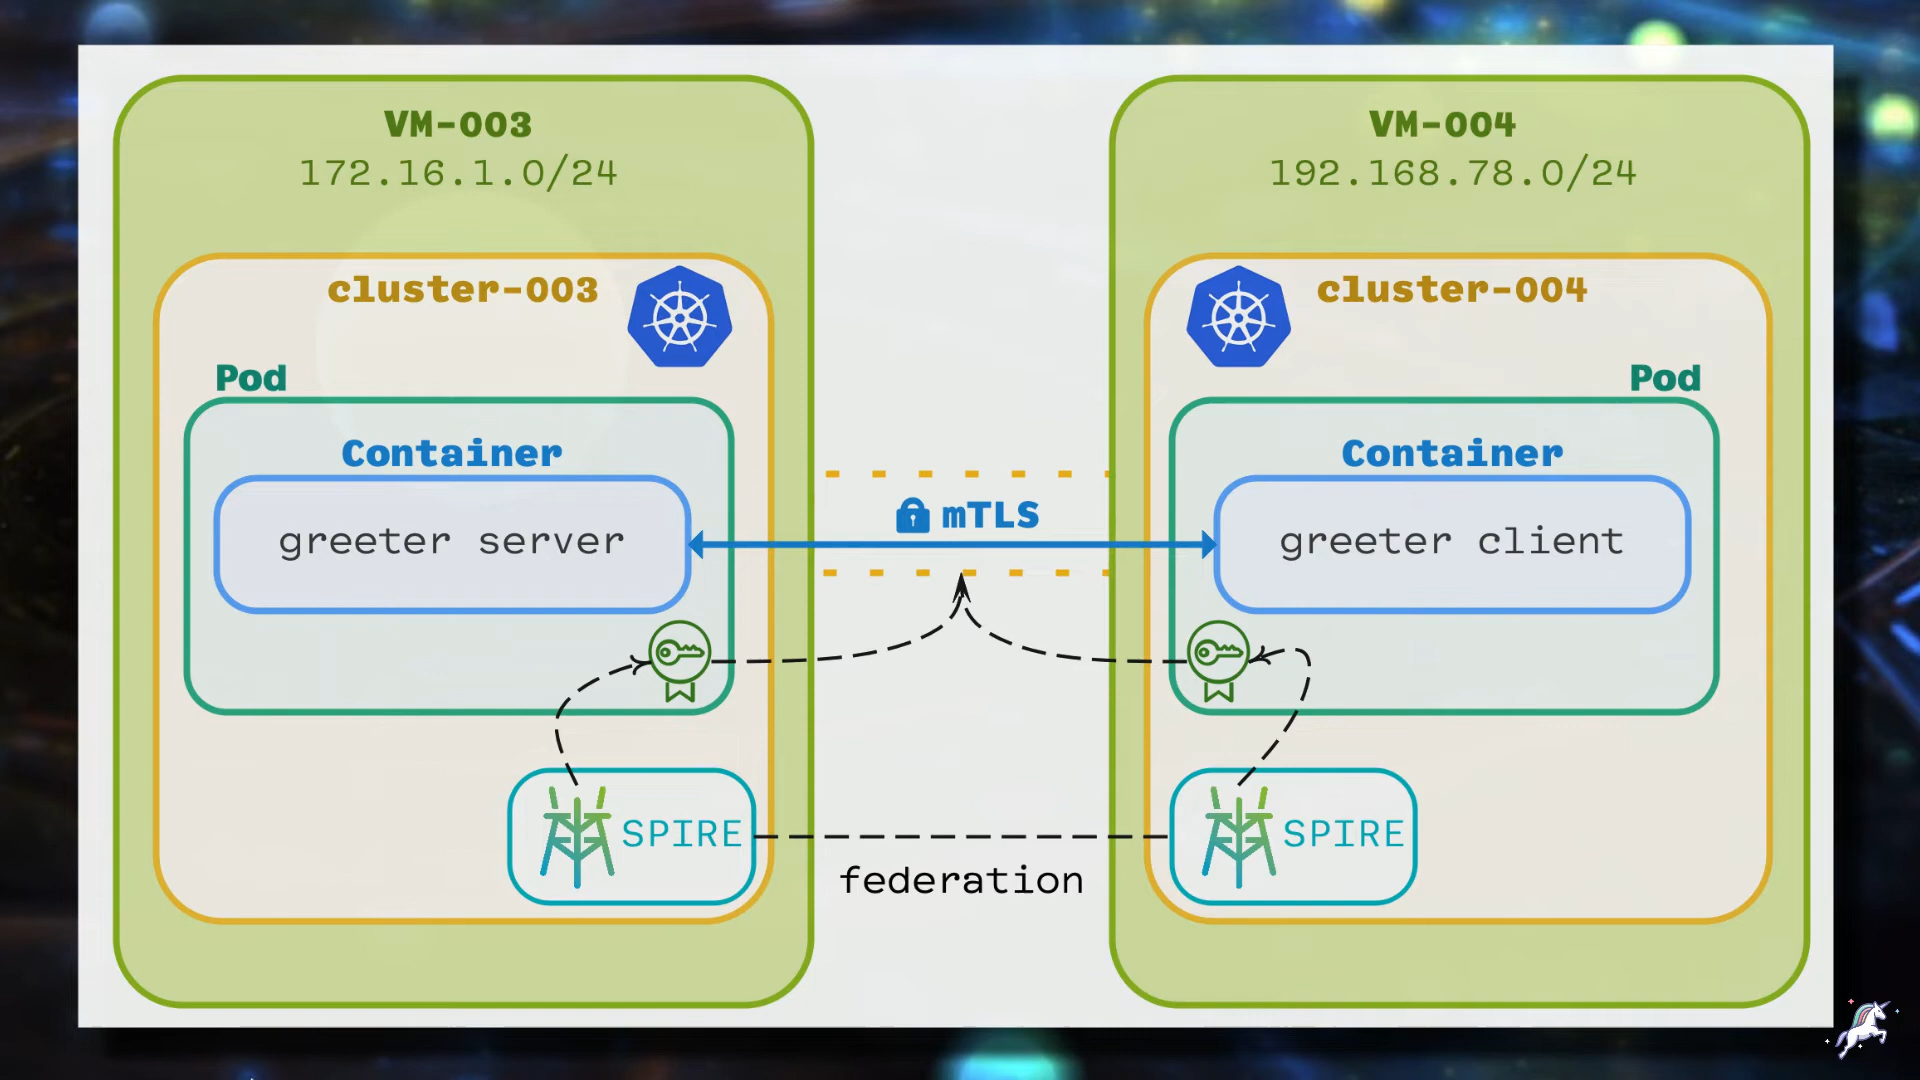 VM-003
172.16.1.0/24
cluster-003
Pod
Container
greeter server
SPIRE
mTLS
federation
VM-004
192.168.78.0/24
cluster-004
Pod
Container
greeter client
SPIRE